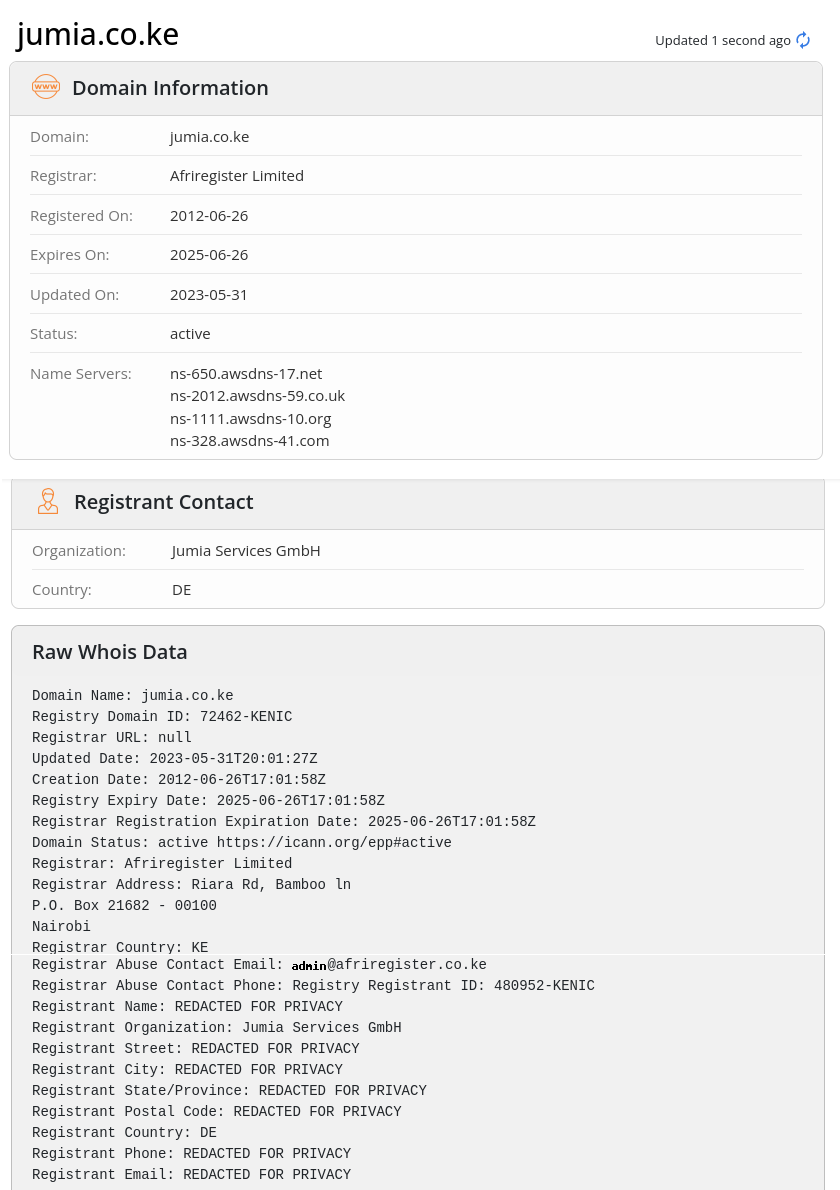 jumia.co.ke
Updated 1 second ago
www
Domain Information
Domain: jumia.co.ke
Registrar: Afriregister Limited
Registered On: 2012-06-26
Expires On: 2025-06-26
Updated On: 2023-05-31
Status: active
Name Servers: ns-650.awsdns-17.net
ns-2012.awsdns-59.co.uk
ns-1111.awsdns-10.org
ns-328.awsdns-41.com
Registrant Contact
Organization: Jumia Services GmbH
Country: DE
Raw Whois Data
Domain Name: jumia.co.ke
Registry Domain ID: 72462-KENIC
Registrar URL: null
Updated Date: 2023-05-31T20:01:27Z
Creation Date: 2012-06-26T17:01:58Z
Registry Expiry Date: 2025-06-26T17:01:58Z
Registrar Registration Expiration Date: 2025-06-26T17:01:58Z
Domain Status: active https://icann.org/epp#active
Registrar: Afriregister Limited
Registrar Address: Riara Rd, Bamboo ln
P.O. Box 21682 - 00100
Nairobi
Registrar Country: KE
Registrar Abuse Contact Email: admin@afriregister.co.ke
Registrar Abuse Contact Phone: Registry Registrant ID: 480952-KENIC
Registrant Name: REDACTED FOR PRIVACY
Registrant Organization: Jumia Services GmbH
Registrant Street: REDACTED FOR PRIVACY
Registrant City: REDACTED FOR PRIVACY
Registrant State/Province: REDACTED FOR PRIVACY
Registrant Postal Code: REDACTED FOR PRIVACY
Registrant Country: DE
Registrant Phone: REDACTED FOR PRIVACY
Registrant Email: REDACTED FOR PRIVACY